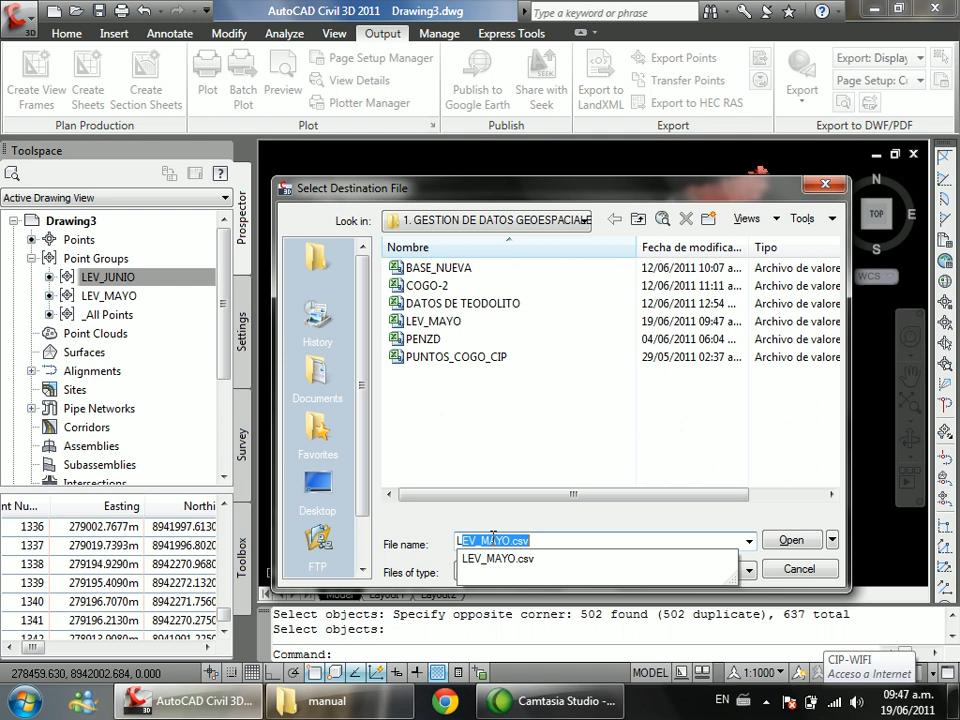 AutoCAD Civil 3D 2011 Drawing3.dwg
Type a keyword or phrase
3D
Home Insert Annotate Modify Analyze View Output Manage Express Tools
Create View Frames
Create Sheets
Create Section Sheets
Plot
Batch Plot
Preview
Page Setup Manager
View Details
Plotter Manager
Publish to Google Earth
SEEK
Share with Seek
Export to LandXML
Export Points
Transfer Points
Export to HEC RAS
Export
Export: Display
Page Setup: C
Plan Production
Plot
Publish
Export
Export to DWF/PDF
Toolspace
Active Drawing View
Drawing3
Points
Point Groups
LEV_JUNIO
LEV_MAYO
_All Points
Point Clouds
Surfaces
Alignments
Sites
Pipe Networks
Corridors
Assemblies
Subassemblies
Intersections
Prospector
Settings
Survey
Toolbox
nt Nu... Easting Northi
1336 279002.7677m 8941997.6130
1337 279019.7393m 8942005.
1338 279194.9290m 8942270.9680
1339 279195.4090m 8942272.
1340 279196.7070m 8942271.7560
1341 279196.2130m 8942270.
1342 278913.9080m 8941991.
Select Destination File
Look in: 1. GESTION DE DATOS GEOESPACIALE
Views
Tools
Nombre Fecha de modifica... Tipo
BASE_NUEVA 12/06/2011 10:07 a... Archivo de valore
COGO-2 12/06/2011 11:11 a... Archivo de valore
DATOS DE TEODOLITO 12/06/2011 12:54 ... Archivo de valore
LEV_MAYO 19/06/2011 09:47 a... Archivo de valore
PENZD 04/06/2011 06:04 ... Archivo de valore
PUNTOS_COGO_CIP 29/05/2011 02:37 a... Archivo de valore
History
Documents
Favorites
Desktop
FTP
File name: LEV_MAYO.csv
Open
LEV_MAYO.csv
Files of type:
Cancel
N
TOP
E
S
WCS
Model Layout1 Layout2
Select objects: Specify opposite corner: 502 found (502 duplicate), 637 total
Select objects:
Command:
CIP-WIFI
Acceso a Internet
278459.630, 8942002.684, 0.000
MODEL
1:1000
AutoCAD Civil 3D...
manual
Camtasia Studio -...
EN
09:47 a.m.
19/06/2011